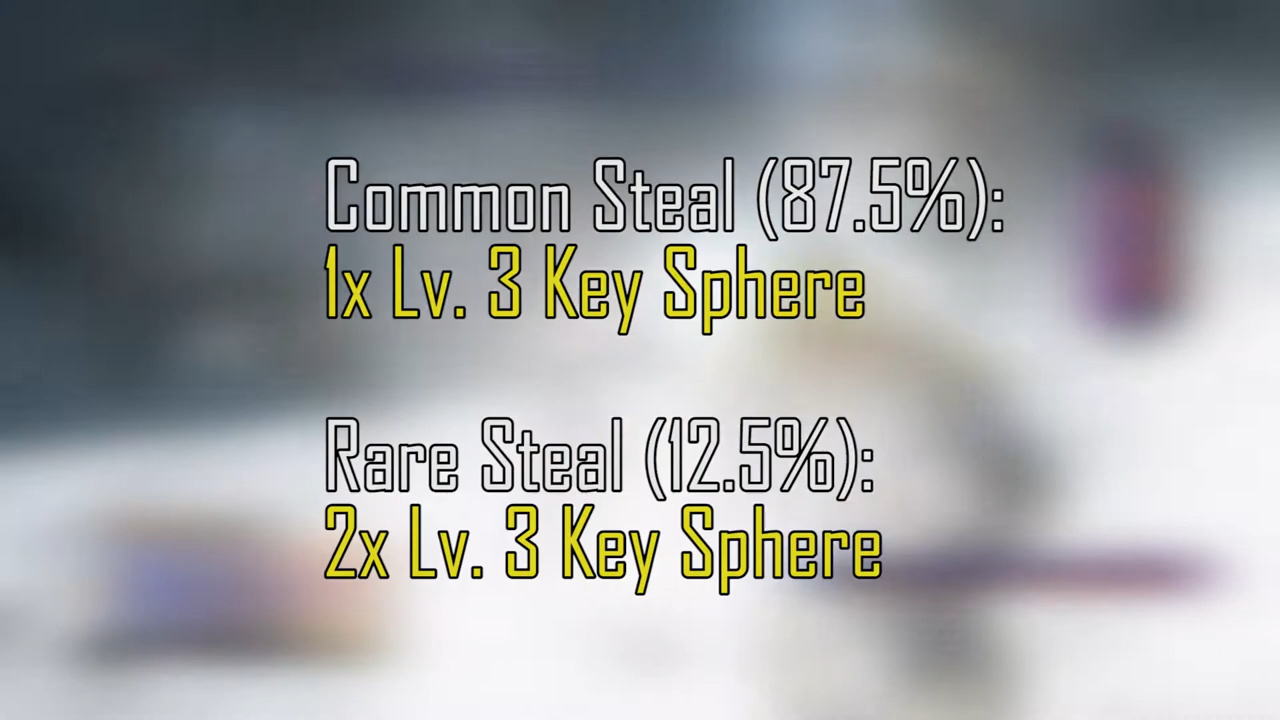 Common Steal (87.5%):
1x Lv. 3 Key Sphere
Rare Steal (12.5%):
2x Lv. 3 Key Sphere